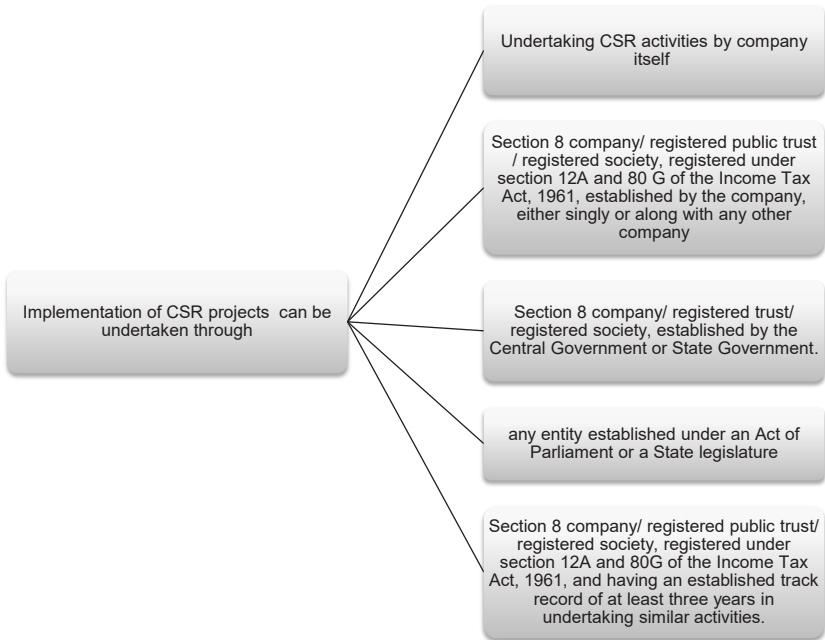 Undertaking CSR activities by company
itself
Section 8 company/ registered public trust
/ registered society, registered under
section 12A and 80 G of the Income Tax
Act, 1961, established by the company,
either singly or along with any other
company
Implementation of CSR projects can be
undertaken through
Section 8 company/ registered trust/
registered society, established by the
Central Government or State Government.
any entity established under an Act of
Parliament or a State legislature
Section 8 company/ registered public trust/
registered society, registered under
section 12A and 80G of the Income Tax
Act, 1961, and having an established track
record of at least three years in
undertaking similar activities.